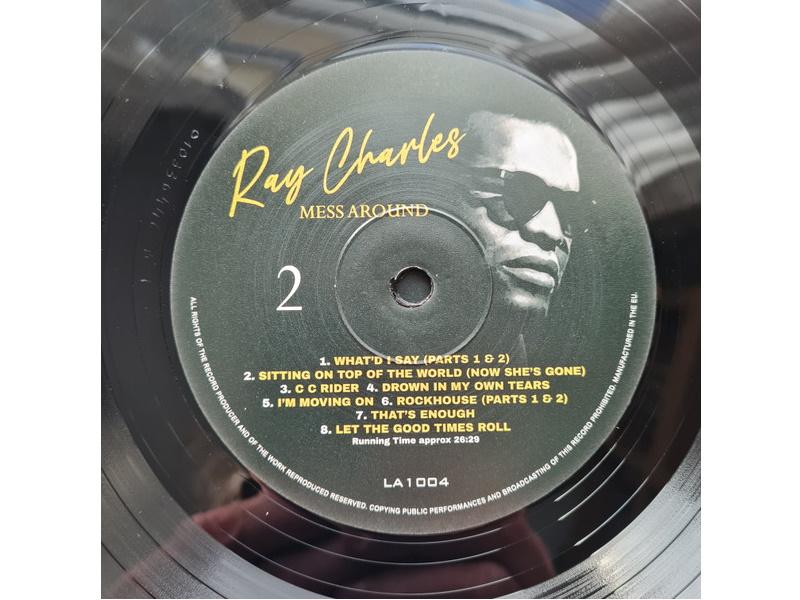 Ray Charles
MESS AROUND
2
1. WHAT'D I SAY (PARTS 1 & 2)
2. SITTING ON TOP OF THE WORLD (NOW SHE'S GONE)
3. C C RIDER 4. DROWN IN MY OWN TEARS
5. I'M MOVING ON 6. ROCKHOUSE (PARTS 1 & 2)
7. THAT'S ENOUGH
8. LET THE GOOD TIMES ROLL
Running Time approx 26:29
LA1004
ALL RIGHTS OF THE RECORD PRODUCER AND OF THE WORK REPRODUCED RESERVED. COPYING PUBLIC PERFORMANCES AND BROADCASTING OF THIS RECORD PROHIBITED. MANUFACTURED IN THE EU.